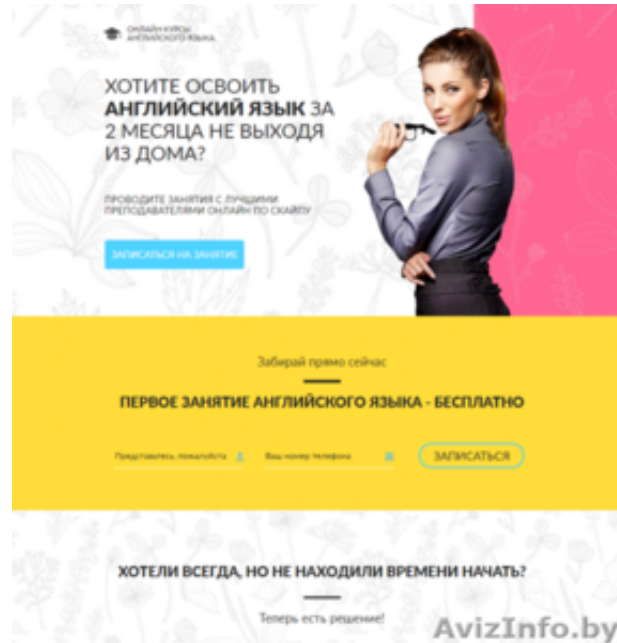 ОНЛАЙН КУРСЫ
АНГЛИЙСКОГО ЯЗЫКА
ХОТИТЕ ОСВОИТЬ
АНГЛИЙСКИЙ ЯЗЫК ЗА
2 МЕСЯЦА НЕ ВЫХОДЯ
ИЗ ДОМА?
ПРОВОДИТЕ ЗАНЯТИЯ С ЛУЧШИМИ
ПРЕПОДАВАТЕЛЯМИ ОНЛАЙН ПО СКАЙПУ
ЗАПИСАТЬСЯ НА ЗАНЯТИЕ
Забирай прямо сейчас
ПЕРВОЕ ЗАНЯТИЕ АНГЛИЙСКОГО ЯЗЫКА - БЕСПЛАТНО
Представьтесь, пожалуйста Ваш номер телефона ЗАПИСАТЬСЯ
ХОТЕЛИ ВСЕГДА, НО НЕ НАХОДИЛИ ВРЕМЕНИ НАЧАТЬ?
Теперь есть решение!
AvizInfo.by